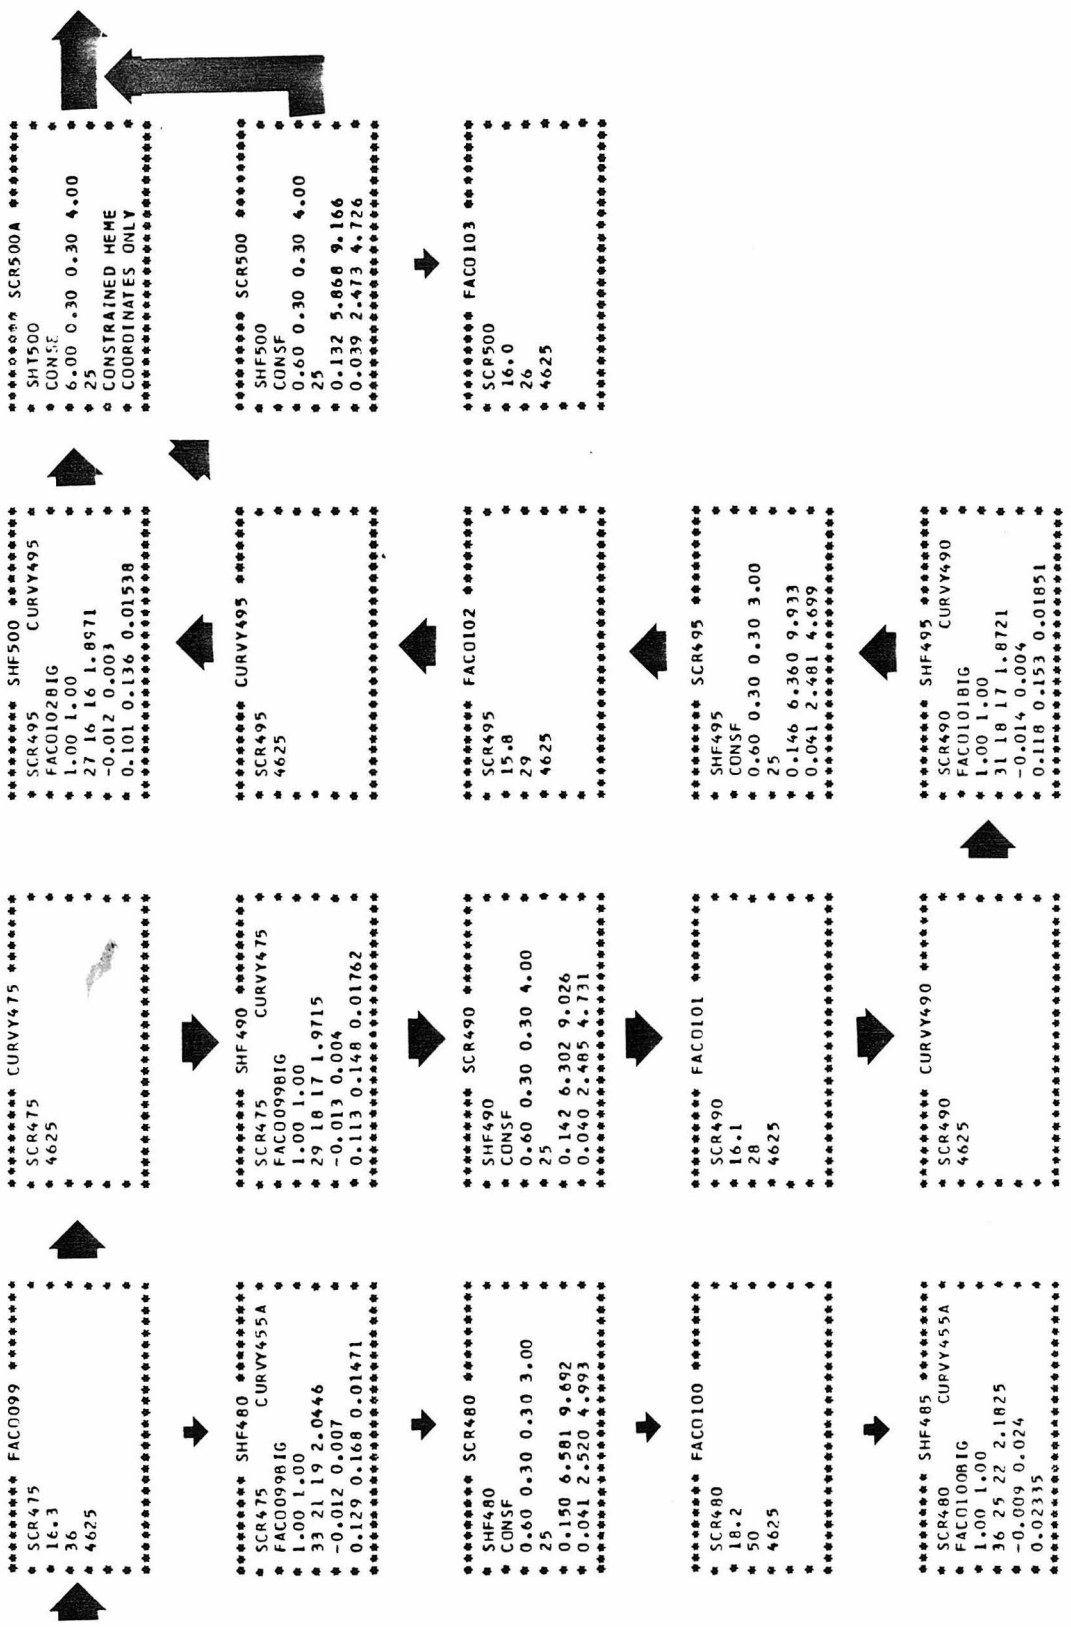 ******** FAC0099 ********
* SCR475 *
* 16.3 *
* 36 *
* 4625 *
* *
* *
*************************
******** SHF480 ********
* SCR475 CURVY455A *
* FAC0099BIG *
* 1.00 1.00 *
* 33 21 19 2.0446 *
* -0.012 0.007 *
* 0.129 0.168 0.01471 *
*************************
******** SCR480 ********
* SHF480 *
* CONSF *
* 0.60 0.30 0.30 3.00 *
* 25 *
* 0.150 6.581 9.692 *
* 0.041 2.520 4.993 *
*************************
******** FAC0100 ********
* SCR480 *
* 18.2 *
* 50 *
* 4625 *
* *
* *
*************************
******** SHF485 ********
* SCR480 CURVY455A *
* FAC0100BIG *
* 1.00 1.00 *
* 36 25 22 2.1825 *
* -0.009 0.024 *
* 0.02335 *
*************************
******** CURVY475 ******
* SCR475 *
* 4625 *
* *
* *
* *
* *
*************************
******** SHF490 ********
* SCR475 CURVY475 *
* FAC0099BIG *
* 1.00 1.00 *
* 29 18 17 1.9715 *
* -0.013 0.004 *
* 0.113 0.148 0.01762 *
*************************
******** SCR490 ********
* SHF490 *
* CONSF *
* 0.60 0.30 0.30 4.00 *
* 25 *
* 0.142 6.302 9.026 *
* 0.040 2.485 4.731 *
*************************
******** FAC0101 *******
* SCR490 *
* 16.1 *
* 28 *
* 4625 *
* *
* *
*************************
******** CURVY490 ******
* SCR490 *
* 4625 *
* *
* *
* *
* *
*************************
******** SHF500 ********
* SCR495 CURVY495 *
* FAC0102BIG *
* 1.00 1.00 *
* 27 16 16 1.8971 *
* -0.012 0.003 *
* 0.101 0.136 0.01538 *
*************************
******** CURVY495 ******
* SCR495 *
* 4625 *
* *
* *
* *
* *
*************************
******** FAC0102 *******
* SCR495 *
* 15.8 *
* 29 *
* 4625 *
* *
* *
*************************
******** SCR495 ********
* SHF495 *
* CONSF *
* 0.60 0.30 0.30 3.00 *
* 25 *
* 0.146 6.360 9.933 *
* 0.041 2.481 4.699 *
*************************
******** SHF495 ********
* SCR490 CURVY490 *
* FAC0101BIG *
* 1.00 1.00 *
* 31 18 17 1.8721 *
* -0.014 0.004 *
* 0.118 0.153 0.01851 *
*************************
******** SCR500A *******
* SHT500 *
* CONSE *
* 6.00 0.30 0.30 4.00 *
* 25 *
* CONSTRAINED HEME *
* COORDINATES ONLY *
*************************
******** SCR500 ********
* SHF500 *
* CONSF *
* 0.60 0.30 0.30 4.00 *
* 25 *
* 0.132 5.868 9.166 *
* 0.039 2.473 4.726 *
*************************
******** FAC0103 *******
* SCR500 *
* 16.0 *
* 26 *
* 4625 *
* *
* *
*************************